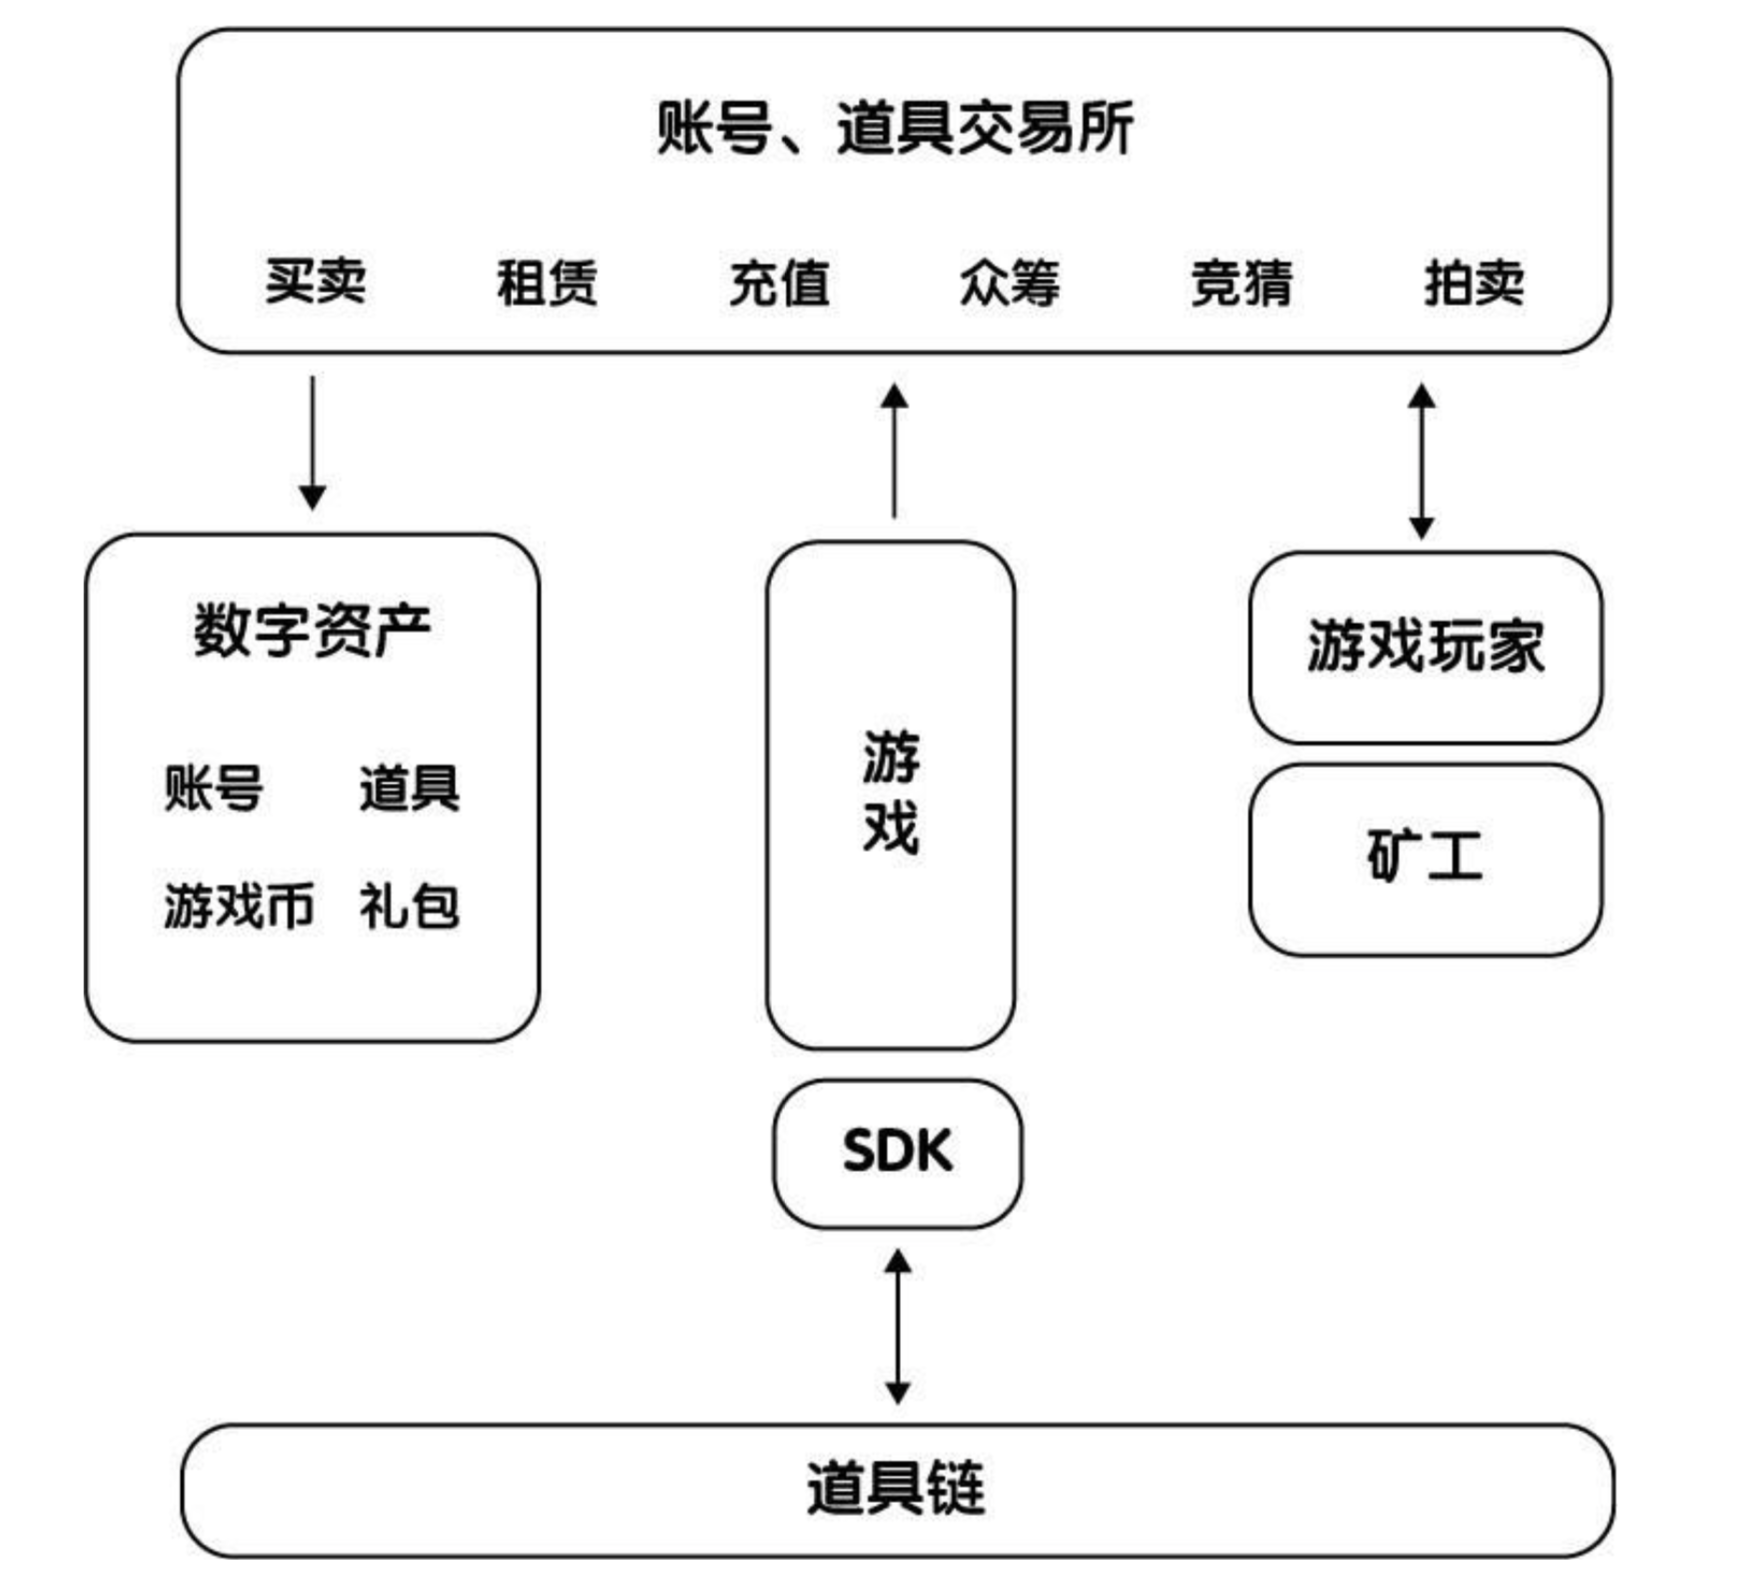 账号、道具交易所
买卖 租赁 充值 众筹 竞猜 拍卖
数字资产
账号 道具
游戏币 礼包
游
戏
游戏玩家
矿工
SDK
道具链